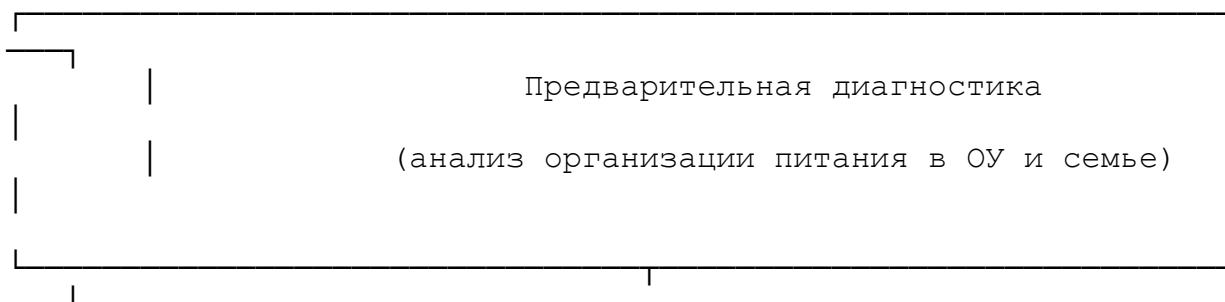 Предварительная диагностика
(анализ организации питания в ОУ и семье)